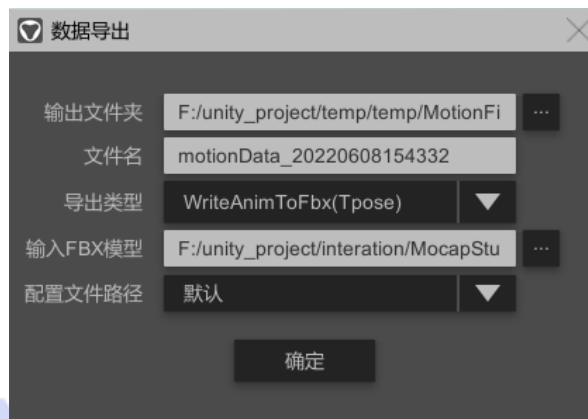 数据导出
输出文件夹 F:/unity_project/temp/temp/MotionFi ...
文件名 motionData_20220608154332
导出类型 WriteAnimToFbx(Tpose)
输入FBX模型 F:/unity_project/interation/MocapStu ...
配置文件路径 默认
确定